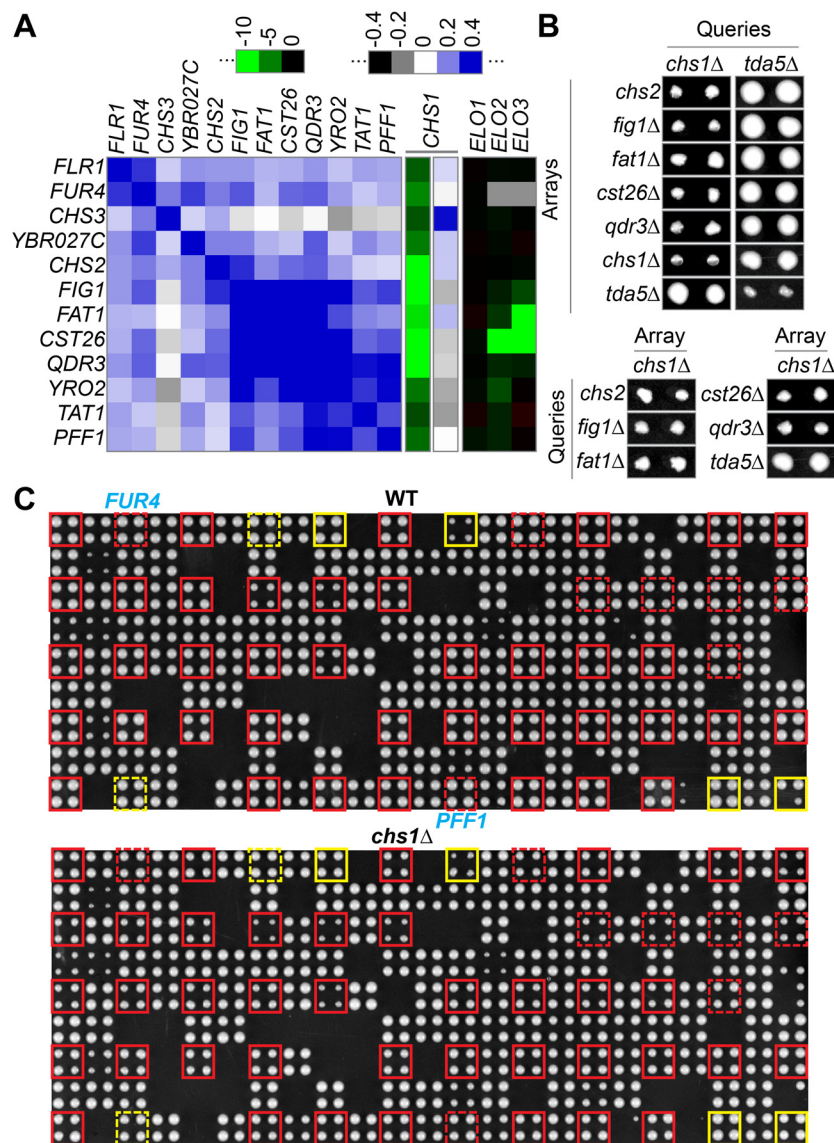 A
-10
-5
0
-0.4
-0.2
0
0.2
0.4
FLR1
FUR4
CHS3
YBR027C
CHS2
FIG1
FAT1
CST26
QDR3
YRO2
TAT1
PFF1
CHS1
ELO1
ELO2
ELO3
FLR1
FUR4
CHS3
YBR027C
CHS2
FIG1
FAT1
CST26
QDR3
YRO2
TAT1
PFF1
B
Queries
chs1Δ tda5Δ
Arrays
chs2
fig1Δ
fat1Δ
cst26Δ
qdr3Δ
chs1Δ
tda5Δ
Array Array
chs1Δ chs1Δ
Queries
chs2 cst26Δ
fig1Δ qdr3Δ
fat1Δ tda5Δ
C
FUR4 WT
PFF1
chs1Δ